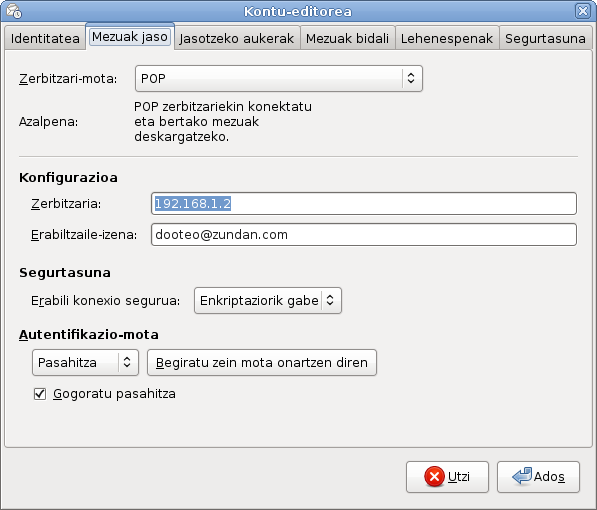 Kontu-editorea
Identitatea Mezuak jaso Jasotzeko aukerak Mezuak bidali Lehenespenak Segurtasuna
Zerbitzari-mota: POP
Azalpena: POP zerbitzariekin konektatu
eta bertako mezuak
deskargatzeko.
Konfigurazioa
Zerbitzaria: 192.168.1.2
Erabiltzaile-izena: dooteo@zundan.com
Segurtasuna
Erabili konexio segurua: Enkriptaziorik gabe
Autentifikazio-mota
Pasahitza Begiratu zein mota onartzen diren
Gogoratu pasahitza
Utzi Ados